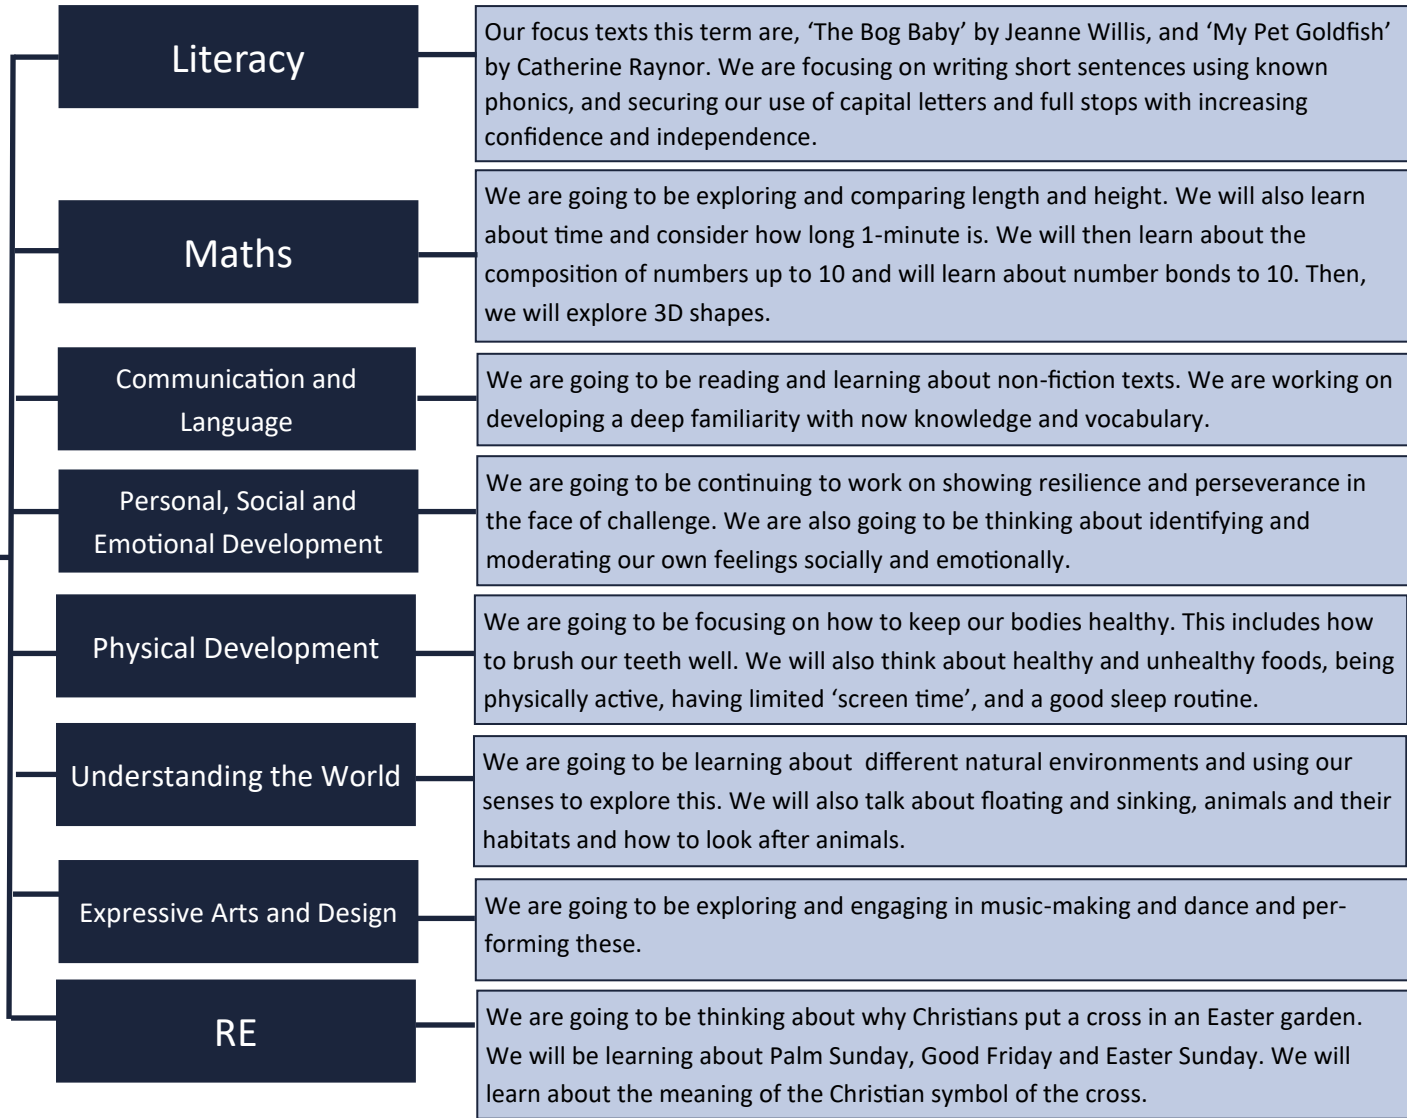 Literacy
Our focus texts this term are, ‘The Bog Baby’ by Jeanne Willis, and ‘My Pet Goldfish’
by Catherine Raynor. We are focusing on writing short sentences using known
phonics, and securing our use of capital letters and full stops with increasing
confidence and independence.
Maths
We are going to be exploring and comparing length and height. We will also learn
about time and consider how long 1-minute is. We will then learn about the
composition of numbers up to 10 and will learn about number bonds to 10. Then,
we will explore 3D shapes.
Communication and
Language
We are going to be reading and learning about non-fiction texts. We are working on
developing a deep familiarity with now knowledge and vocabulary.
Personal, Social and
Emotional Development
We are going to be continuing to work on showing resilience and perseverance in
the face of challenge. We are also going to be thinking about identifying and
moderating our own feelings socially and emotionally.
Physical Development
We are going to be focusing on how to keep our bodies healthy. This includes how
to brush our teeth well. We will also think about healthy and unhealthy foods, being
physically active, having limited ‘screen time’, and a good sleep routine.
Understanding the World
We are going to be learning about  different natural environments and using our
senses to explore this. We will also talk about floating and sinking, animals and their
habitats and how to look after animals.
Expressive Arts and Design
We are going to be exploring and engaging in music-making and dance and per-
forming these.
RE
We are going to be thinking about why Christians put a cross in an Easter garden.
We will be learning about Palm Sunday, Good Friday and Easter Sunday. We will
learn about the meaning of the Christian symbol of the cross.